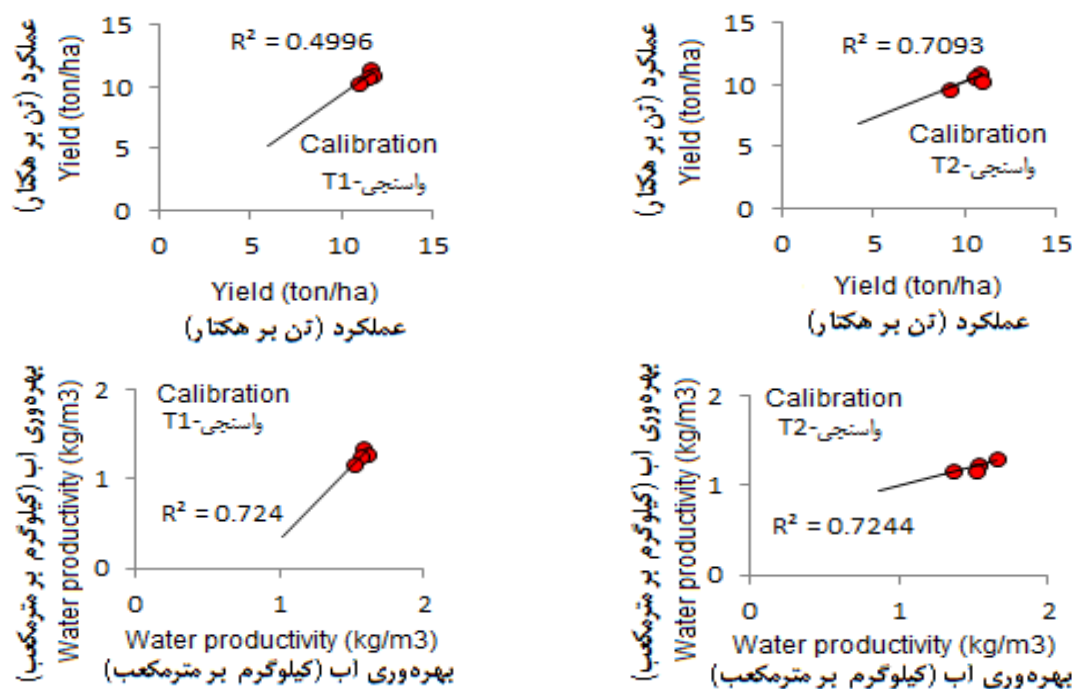 عملکرد (تن بر هکتار)
Yield (ton/ha)
15
10
5
0
R² = 0.4996
Calibration
واسنجی-T1
0 5 10 15
Yield (ton/ha)
عملکرد (تن بر هکتار)
عملکرد (تن بر هکتار)
Yield (ton/ha)
15
10
5
0
R² = 0.7093
Calibration
واسنجی-T2
0 5 10 15
Yield (ton/ha)
عملکرد (تن بر هکتار)
بهره‌وری آب (کیلوگرم بر مترمکعب)
Water productivity (kg/m3)
2
1
0
Calibration
واسنجی-T1
R² = 0.724
0 1 2
Water productivity (kg/m3)
بهره‌وری آب (کیلوگرم بر مترمکعب)
بهره‌وری آب (کیلوگرم بر مترمکعب)
Water productivity (kg/m3)
2
1
0
Calibration
واسنجی-T2
R² = 0.7244
0 1 2
Water productivity (kg/m3)
بهره‌وری آب (کیلوگرم بر مترمکعب)